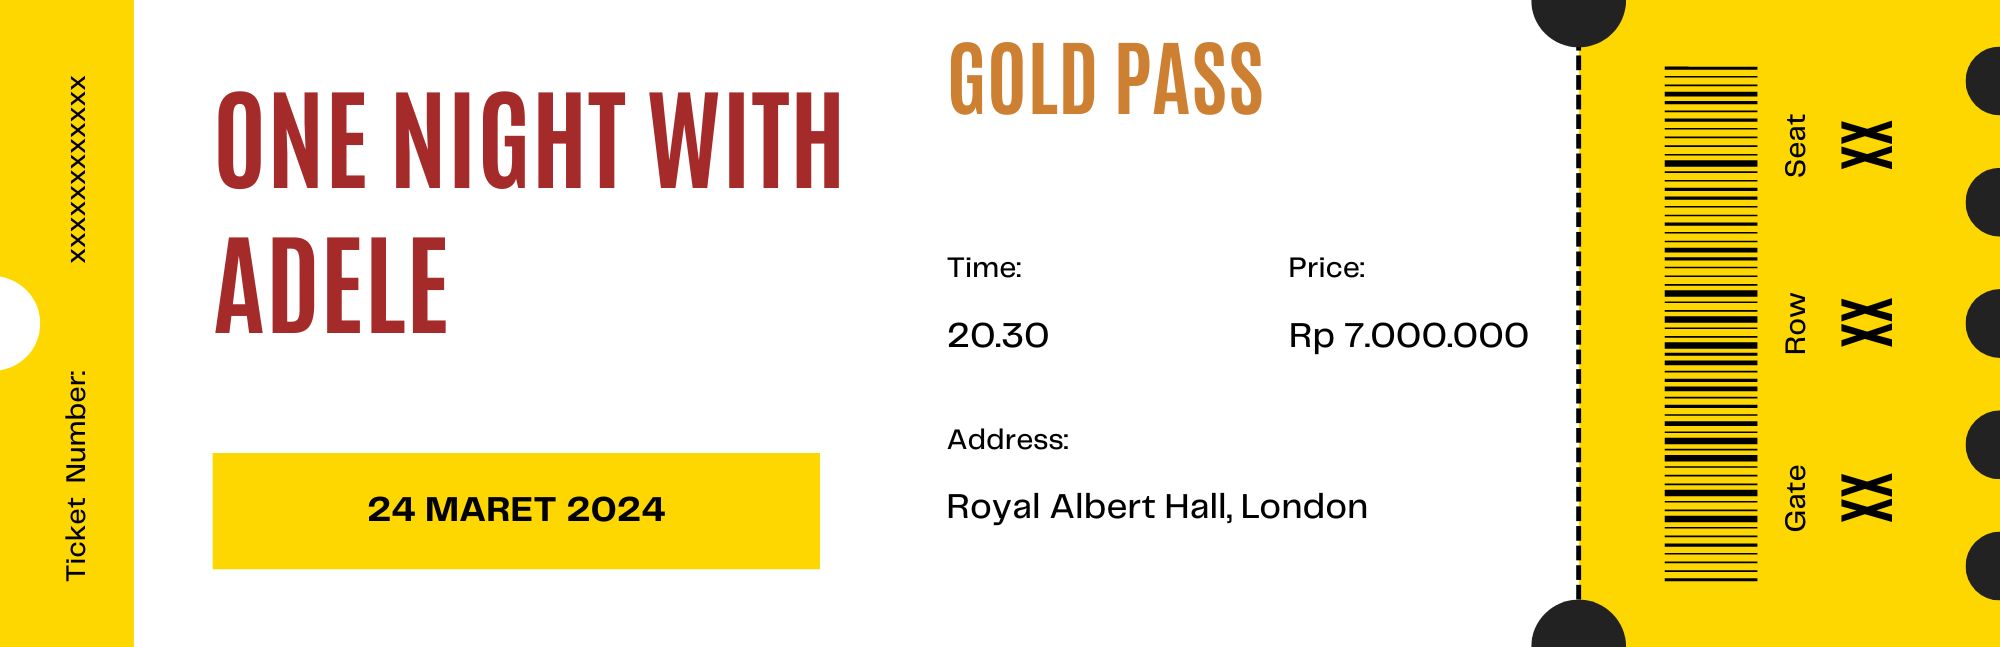 Ticket Number: xxxxxxxxxxxxx
ONE NIGHT WITH
ADELE
24 MARET 2024
GOLD PASS
Time:
20.30
Price:
Rp 7.000.000
Address:
Royal Albert Hall, London
Gate
XX
Row
XX
Seat
XX